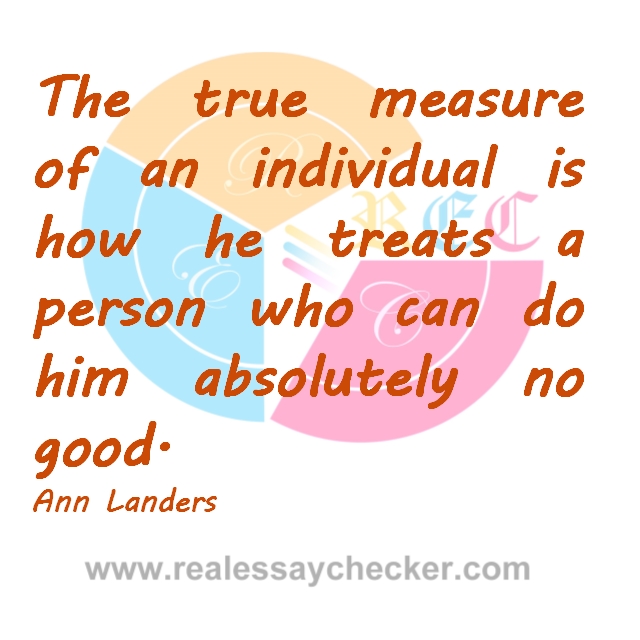 The true measure
of an individual is
how he treats a
person who can do
him absolutely no
good.
Ann Landers
R
E
C
REC
www.realessaychecker.com